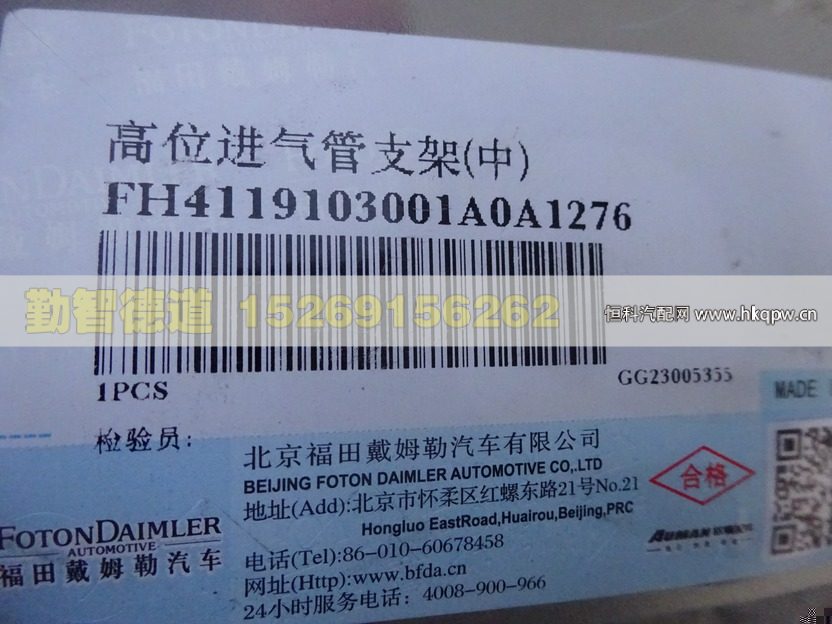 高位进气管支架(中)
FH4119103001A0A1276
勤智德道 15269156262
恒科汽配网 www.hkqpw.cn
1PCS
GG23005355
MADE
检验员:
北京福田戴姆勒汽车有限公司
BEIJING FOTON DAIMLER AUTOMOTIVE CO,.LTD
地址(Add):北京市怀柔区红螺东路21号No.21
Hongluo EastRoad,Huairou,Beijing,PRC
合格
FOTONDAIMLER
AUTOMOTIVE
福田戴姆勒汽车
AUMAN
电话(Tel):86-010-60678458
网址(Http):www.bfda.cn
24小时服务电话: 4008-900-966